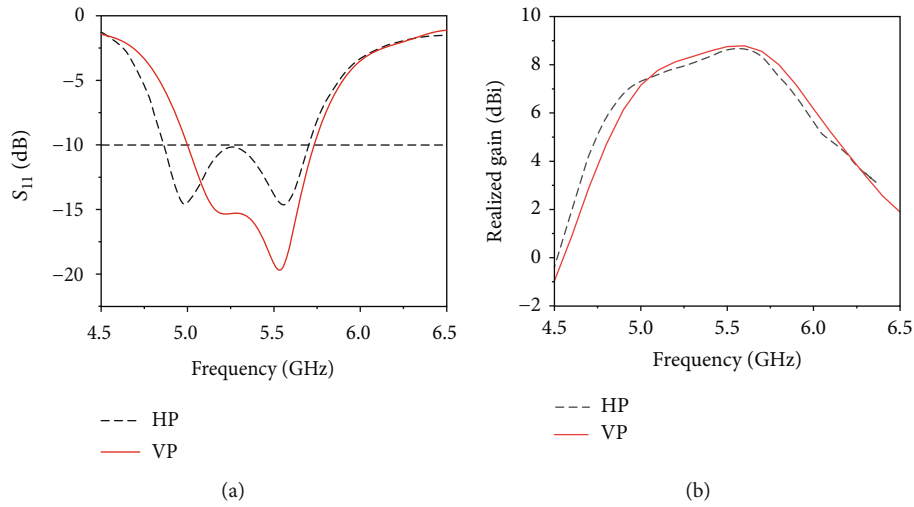 0
−5
−10
−15
−20
S11 (dB)
4.5 5.0 5.5 6.0 6.5
Frequency (GHz)
HP
VP
(a)
10
8
6
4
2
0
−2
Realized gain (dBi)
4.5 5.0 5.5 6.0 6.5
Frequency (GHz)
HP
VP
(b)